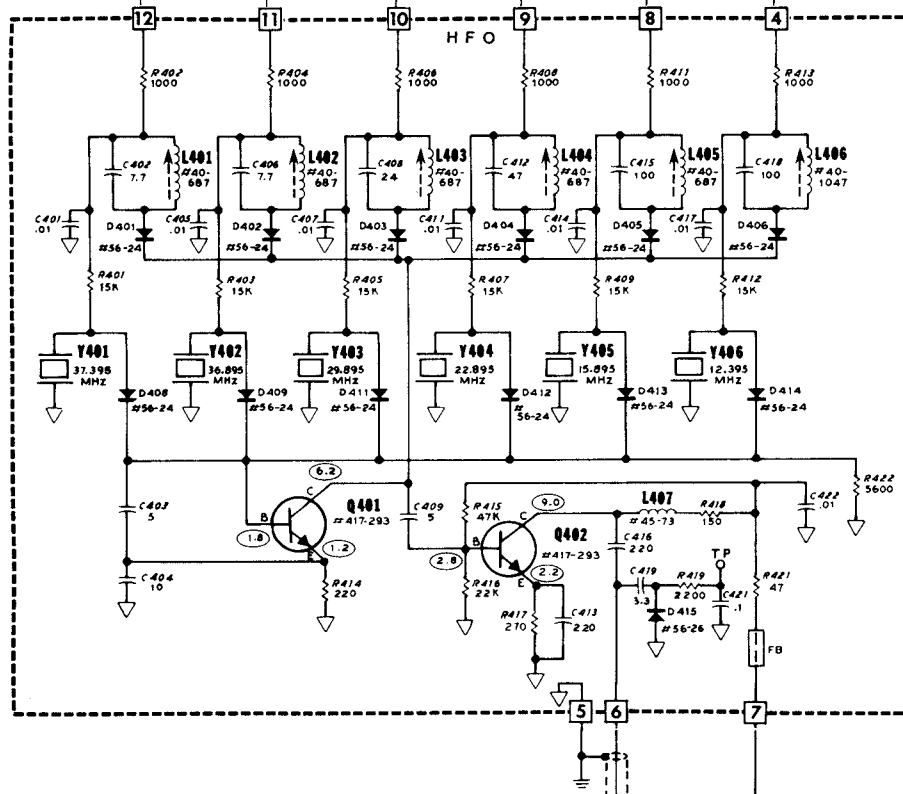 12 11 10 9 8 4
HFO
R402 R404 R406 R408 R411 R413
1000 1000 1000 1000 1000 1000
C402 L401 C406 L402 C408 L403 C412 L404 C415 L405 C418 L406
7.7 #40-687 7.7 #40-687 24 #40-687 47 #40-687 100 #40-687 100 #40-1047
C401 D401 C405 D402 C407 D403 C411 D404 C414 D405 C417 D406
.01 #56-24 .01 #56-24 .01 #56-24 .01 #56-24 .01 #56-24 .01 #56-24
R401 R403 R405 R407 R409 R412
15K 15K 15K 15K 15K 15K
Y401 Y402 Y403 Y404 Y405 Y406
37.395 36.895 29.895 22.895 15.895 12.395
MHz MHz MHz MHz MHz MHz
D408 D409 D411 D412 D413 D414
#56-24 #56-24 #56-24 #56-24 #56-24 #56-24
6.2
C
Q401
#417-293
B
1.8
1.2
E
C403
5
C404
10
R414
220
C409
5
R415
47K
2.8
R416
22K
9.0
C
Q402
#417-293
B
2.2
E
R417
270
C413
220
L407
#45-73
R418
150
C416
220
C419
3.3
R419
2200
TP
C421
.1
D415
#56-26
C422
.01
R422
5600
R421
47
FB
5 6 7